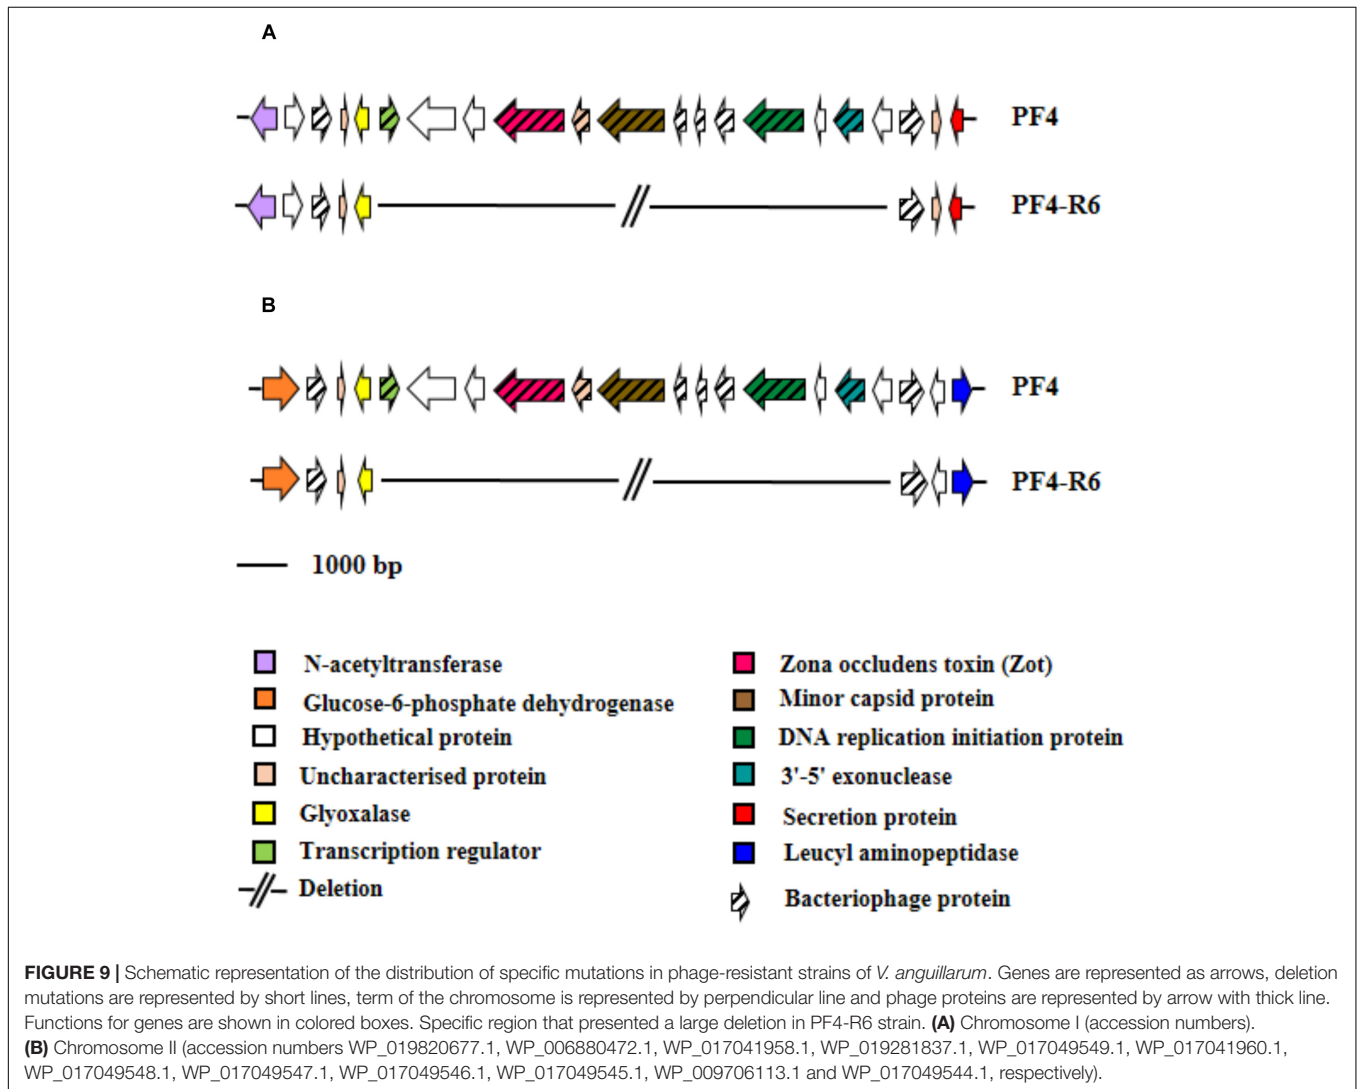 A
PF4
PF4-R6
B
PF4
PF4-R6
1000 bp
N-acetyltransferase
Glucose-6-phosphate dehydrogenase
Hypothetical protein
Uncharacterised protein
Glyoxalase
Transcription regulator
Deletion
Zona occludens toxin (Zot)
Minor capsid protein
DNA replication initiation protein
3'-5' exonuclease
Secretion protein
Leucyl aminopeptidase
Bacteriophage protein
FIGURE 9 | Schematic representation of the distribution of specific mutations in phage-resistant strains of V. anguillarum. Genes are represented as arrows, deletion
mutations are represented by short lines, term of the chromosome is represented by perpendicular line and phage proteins are represented by arrow with thick line.
Functions for genes are shown in colored boxes. Specific region that presented a large deletion in PF4-R6 strain. (A) Chromosome I (accession numbers).
(B) Chromosome II (accession numbers WP_019820677.1, WP_006880472.1, WP_017041958.1, WP_019281837.1, WP_017049549.1, WP_017041960.1,
WP_017049548.1, WP_017049547.1, WP_017049546.1, WP_017049545.1, WP_009706113.1 and WP_017049544.1, respectively).